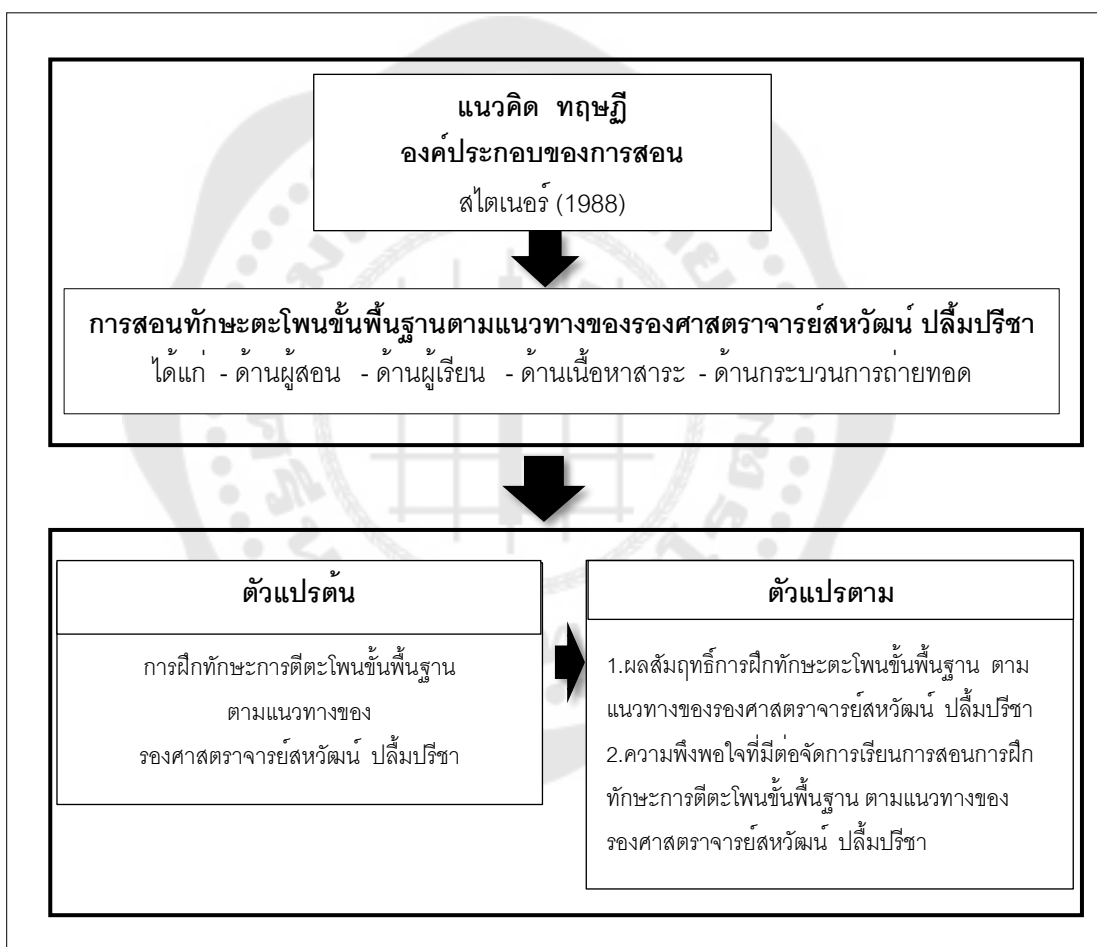 แนวคิด ทฤษฏี
องค์ประกอบของการสอน
สไตเนอร์ (1988)
การสอนทักษะตะโพนขั้นพื้นฐานตามแนวทางของรองศาสตราจารย์สหวัฒน์ ปลื้มปรีชา
ได้แก่ - ด้านผู้สอน - ด้านผู้เรียน - ด้านเนื้อหาสาระ - ด้านกระบวนการถ่ายทอด
ตัวแปรต้น
การฝึกทักษะการตีตะโพนขั้นพื้นฐาน
ตามแนวทางของ
รองศาสตราจารย์สหวัฒน์ ปลื้มปรีชา
ตัวแปรตาม
1.ผลสัมฤทธิ์การฝึกทักษะตะโพนขั้นพื้นฐาน ตาม
แนวทางของรองศาสตราจารย์สหวัฒน์ ปลื้มปรีชา
2.ความพึงพอใจที่มีต่อจัดการเรียนการสอนการฝึก
ทักษะการตีตะโพนขั้นพื้นฐาน ตามแนวทางของ
รองศาสตราจารย์สหวัฒน์ ปลื้มปรีชา